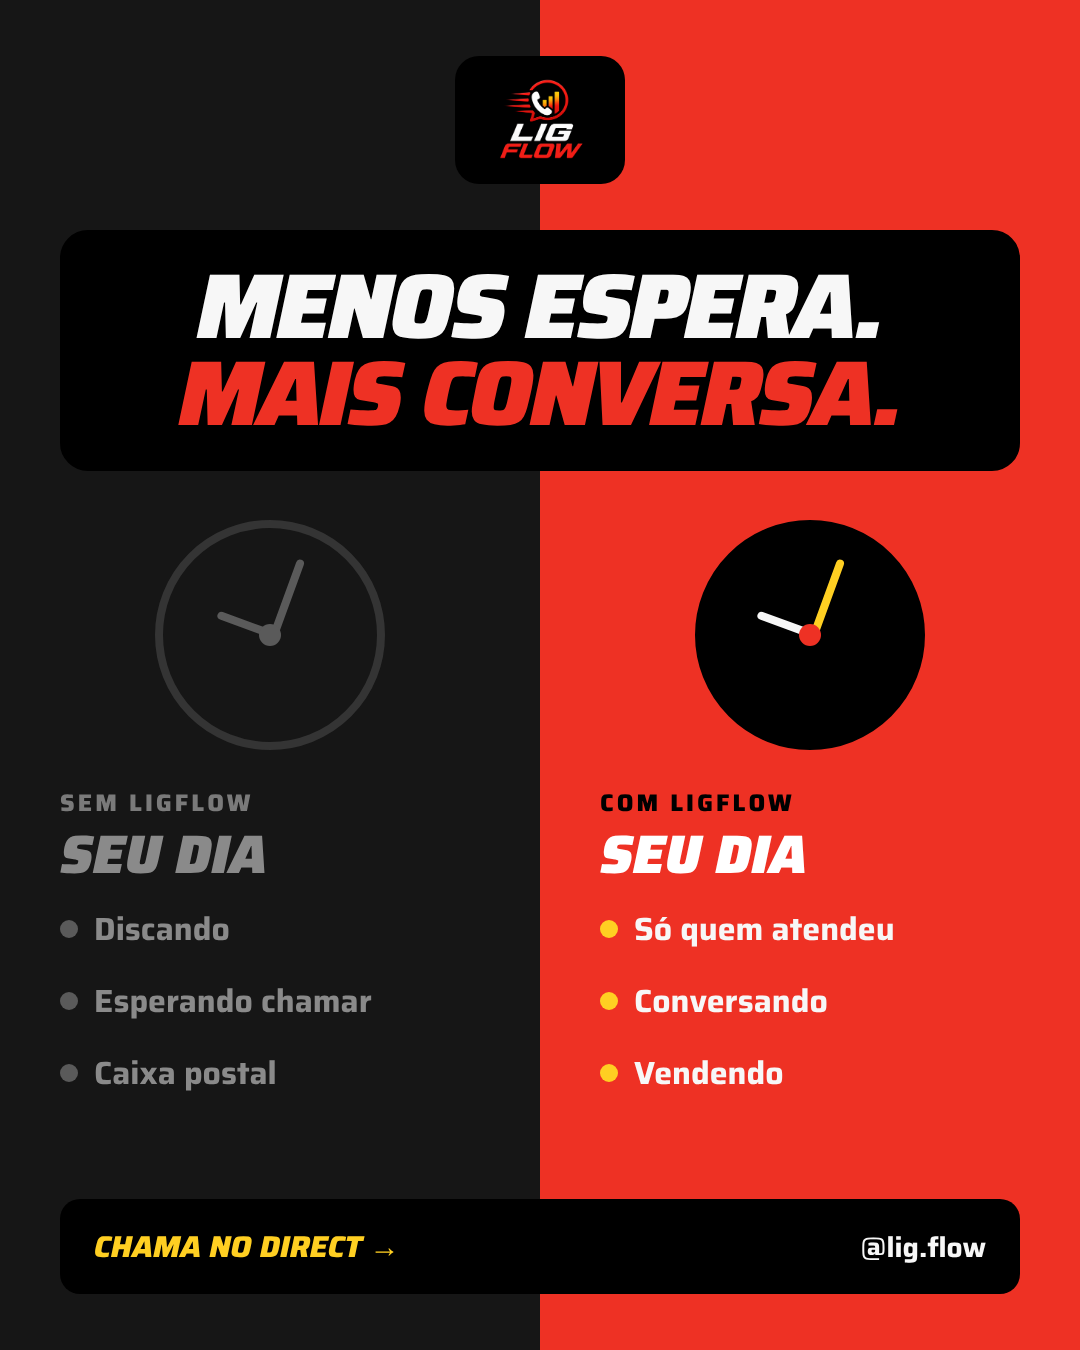 LIG
FLOW
MENOS ESPERA.
MAIS CONVERSA.
SEM LIGFLOW
SEU DIA
Discando
Esperando chamar
Caixa postal
COM LIGFLOW
SEU DIA
Só quem atendeu
Conversando
Vendendo
CHAMA NO DIRECT →
@lig.flow